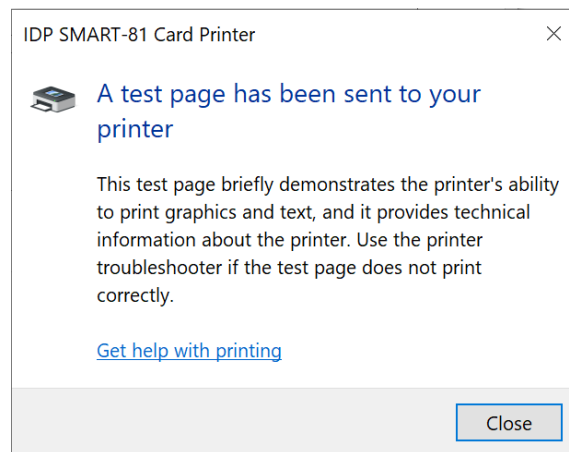 IDP SMART-81 Card Printer
A test page has been sent to your
printer
This test page briefly demonstrates the printer's ability
to print graphics and text, and it provides technical
information about the printer. Use the printer
troubleshooter if the test page does not print
correctly.
Get help with printing
Close